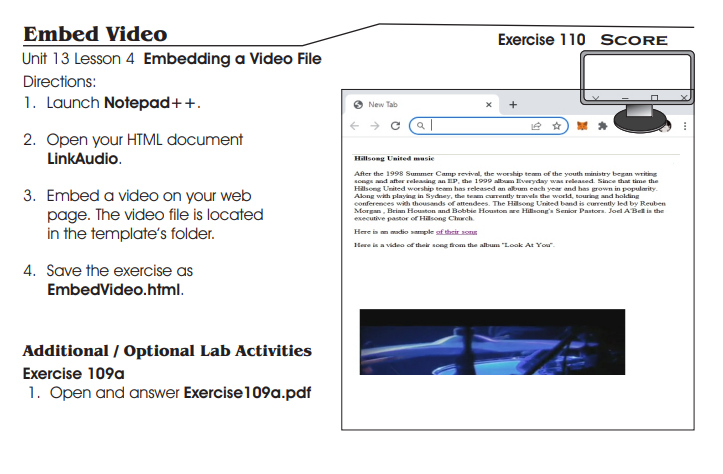 Embed Video
Exercise 110 SCORE
Unit 13 Lesson 4 Embedding a Video File
Directions:
1. Launch Notepad++.
2. Open your HTML document
LinkAudio.
3. Embed a video on your web
page. The video file is located
in the template's folder.
4. Save the exercise as
EmbedVideo.html.
Additional / Optional Lab Activities
Exercise 109a
1. Open and answer Exercise109a.pdf
New Tab
Hillsong United music
After the 1998 Summer Camp revival, the worship team of the youth ministry began writing
songs and after releasing an EP, the 1999 album Everyday was released. Since that time the
Hillsong United worship team has released an album each year and has grown in popularity.
Along with playing in Sydney, the team currently travels the world, touring and holding
conferences with thousands of attendees. The Hillsong United band is currently led by Reuben
Morgan , Brian Houston and Bobbie Houston are Hillsong's Senior Pastors. Joel A'Bell is the
executive pastor of Hillsong Church.
Here is an audio sample of their song
Here is a video of their song from the album "Look At You".